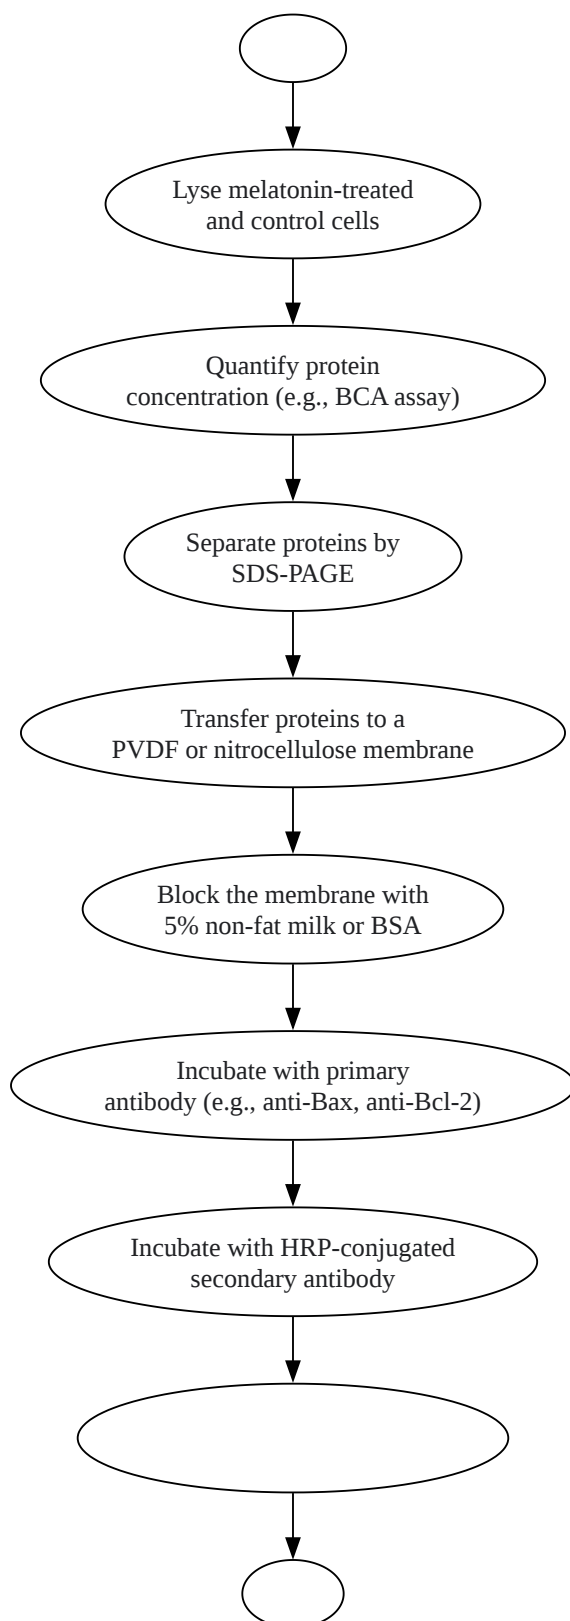 Lyse melatonin-treated
and control cells
Quantify protein
concentration (e.g., BCA assay)
Separate proteins by
SDS-PAGE
Transfer proteins to a
PVDF or nitrocellulose membrane
Block the membrane with
5% non-fat milk or BSA
Incubate with primary
antibody (e.g., anti-Bax, anti-Bcl-2)
Incubate with HRP-conjugated
secondary antibody